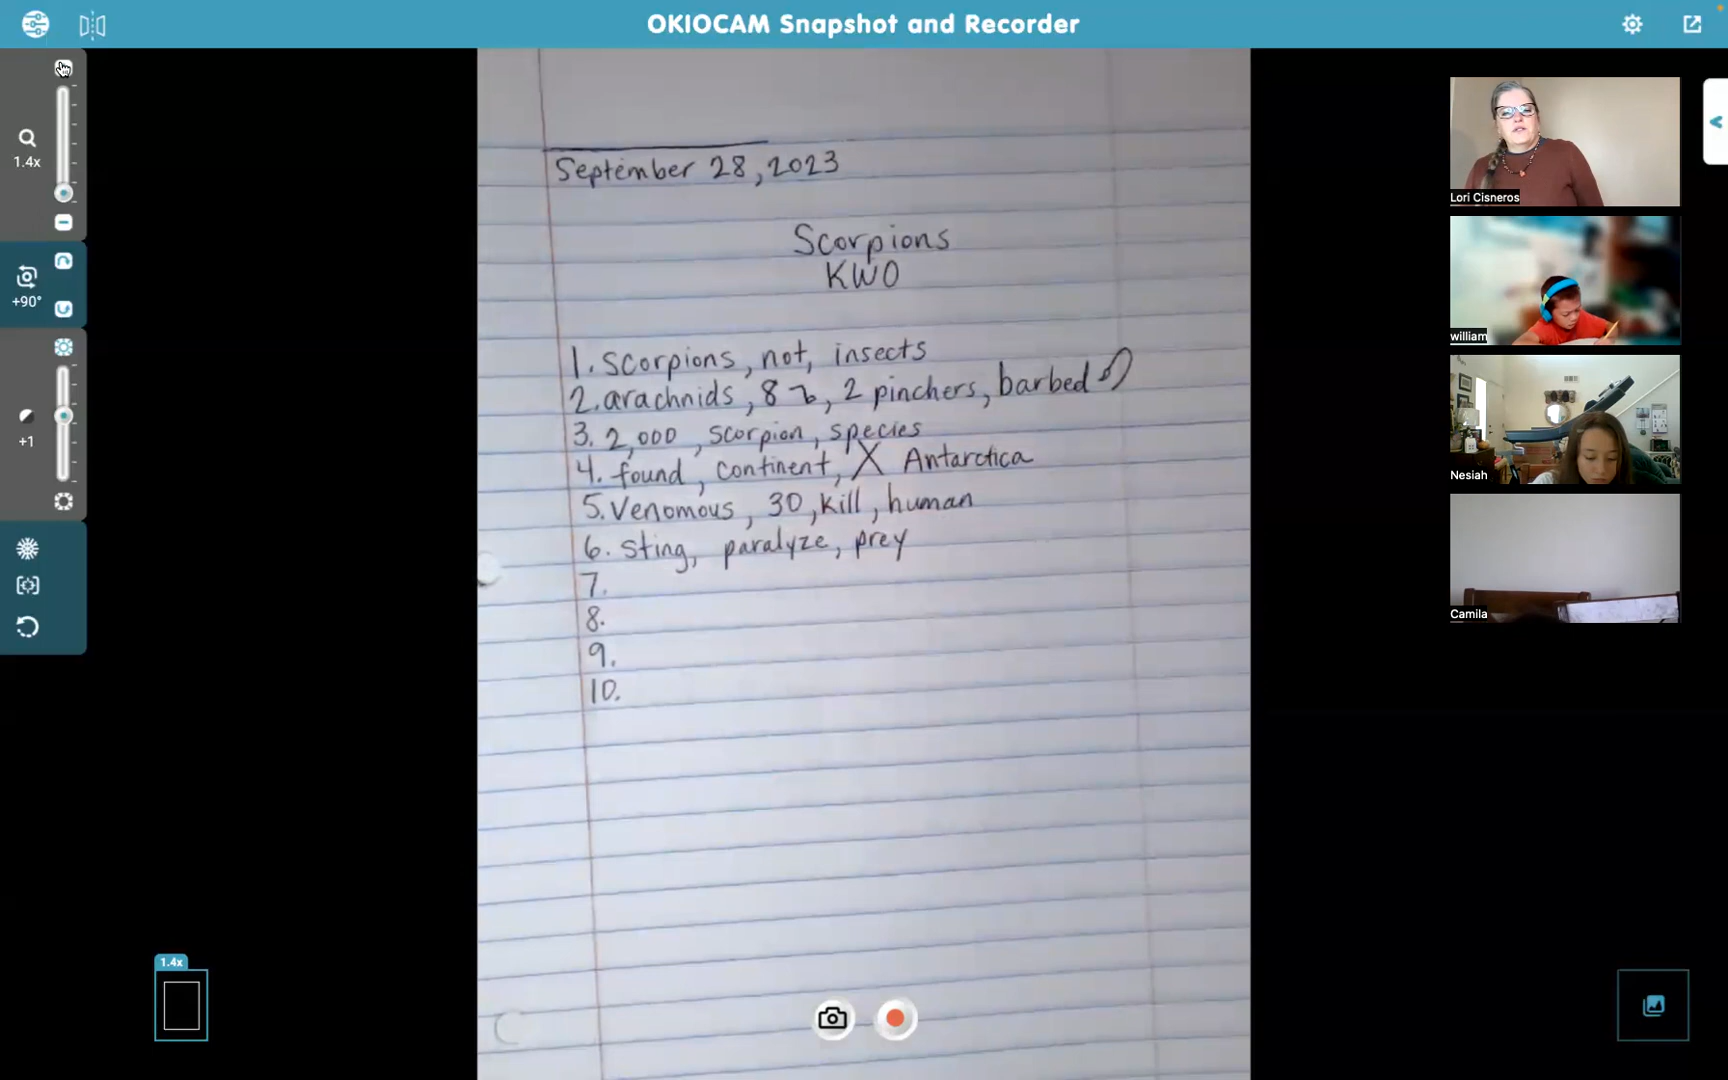 OKIOCAM Snapshot and Recorder
1.4x
+90°
+1
September 28, 2023
Scorpions
KWO
1. scorpions, not, insects
2. arachnids, 8, 2 pinchers, barbed
3. 2,000, scorpion, species
4. found, continent, X Antarctica
5. Venomous, 30, kill, human
6. sting, paralyze, prey
7.
8.
9.
10.
Lori Cisneros
william
Nesiah
Camila
1.4x